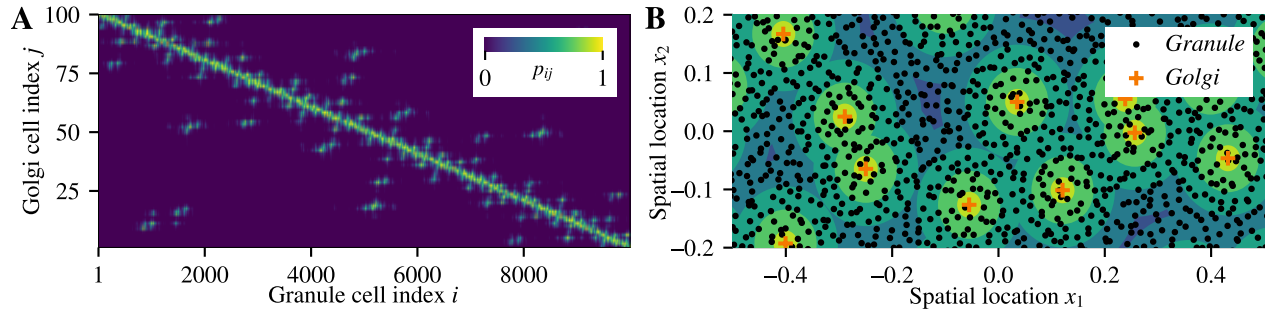 A
100
75
50
25
Golgi cell index j
0
1
p_ij
1
2000
4000
6000
8000
Granule cell index i
B
0.2
0.1
0.0
−0.1
−0.2
Spatial location x₂
Granule
Golgi
−0.4
−0.2
0.0
0.2
0.4
Spatial location x₁